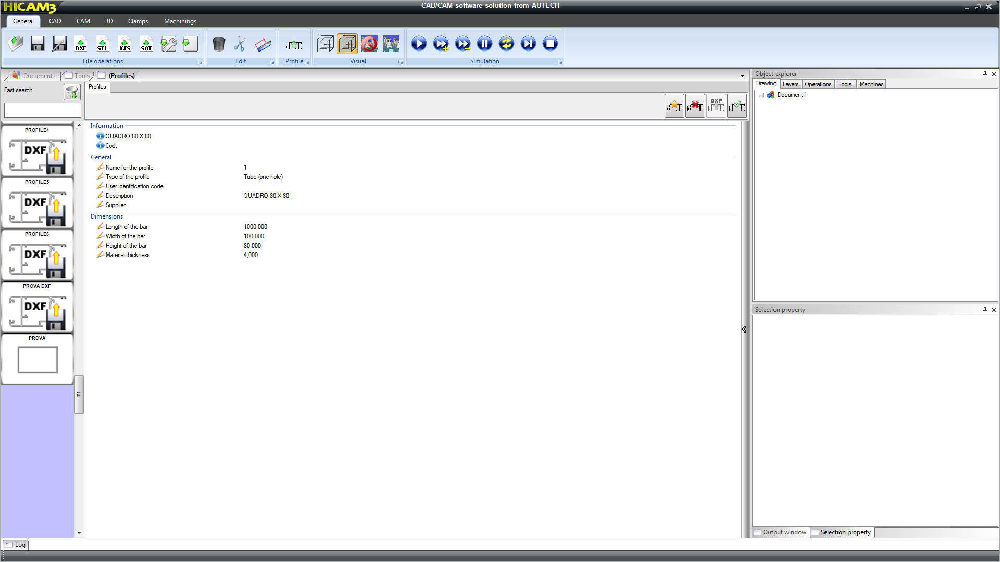 HICAM3
CAD/CAM software solution from AUTECH
General CAD CAM 3D Clamps Machinings
DXF STL IGES SAT
File operations Edit Profile Visual Simulation
Document1 Tools (Profiles)
Fast search
Profiles
DXF
PROFILE4
DXF
PROFILE5
DXF
PROFILE6
DXF
PROVA DXF
DXF
PROVA
Information
QUADRO 80 X 80
Cod.
General
Name for the profile 1
Type of the profile Tube (one hole)
User identification code
Description QUADRO 80 X 80
Supplier
Dimensions
Length of the bar 1000,000
Width of the bar 100,000
Height of the bar 80,000
Material thickness 4,000
Object explorer
Drawing Layers Operations Tools Machines
Document1
Selection property
Output window Selection property
Log